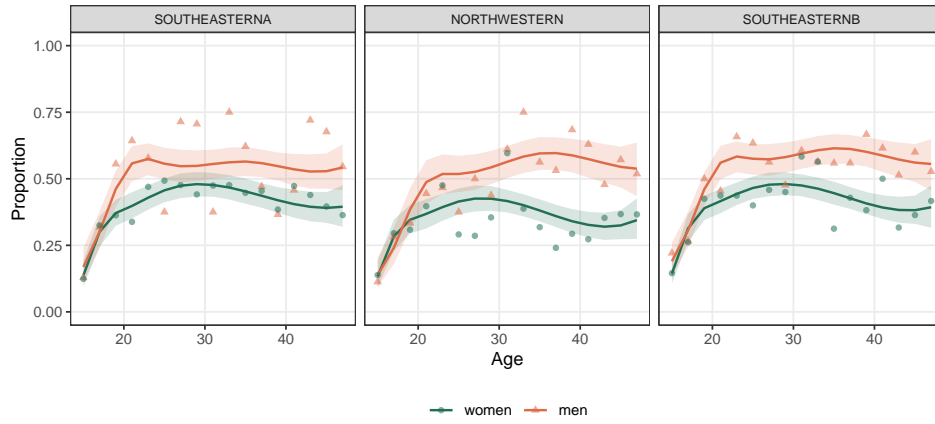 SOUTHEASTERNA NORTHWESTERN SOUTHEASTERNB
1.00
0.75
0.50
0.25
0.00
Proportion
20 30 40 20 30 40 20 30 40
Age
women men